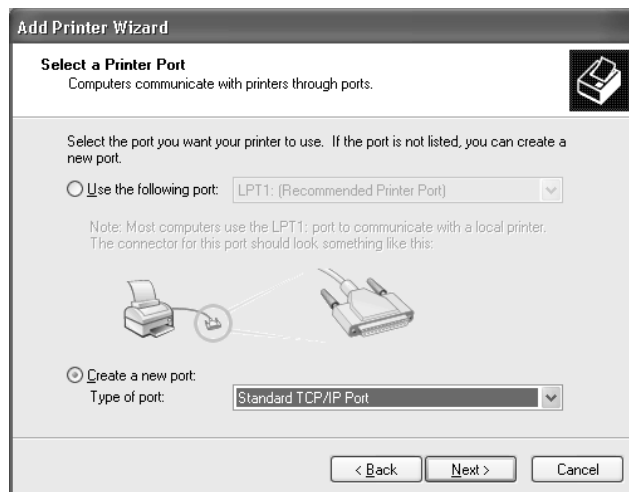 Add Printer Wizard
Select a Printer Port
Computers communicate with printers through ports.
Select the port you want your printer to use. If the port is not listed, you can create a
new port.
Use the following port: LPT1: (Recommended Printer Port)
Note: Most computers use the LPT1: port to communicate with a local printer.
The connector for this port should look something like this:
Create a new port:
Type of port: Standard TCP/IP Port
< Back Next > Cancel